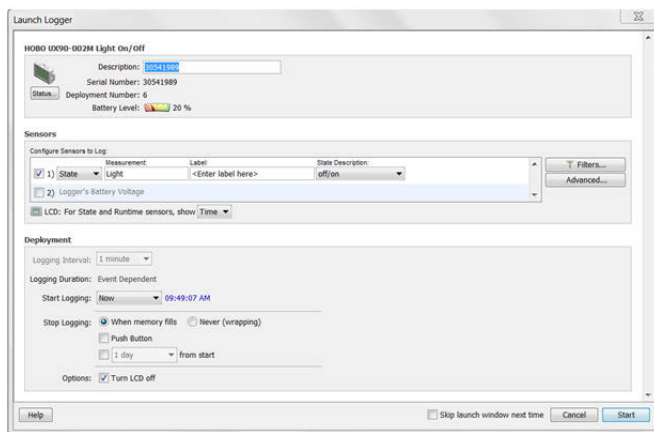 Launch Logger
HOBO UX90-002M Light On/Off
Description: 30541989
Serial Number: 30541989
Status... Deployment Number: 6
Battery Level: 20 %
Sensors
Configure Sensors to Log:
Measurement: Label: State Description:
1) State Light <Enter label here> off/on
Filters...
Advanced...
2) Logger's Battery Voltage
LCD: For State and Runtime sensors, show Time
Deployment
Logging Interval: 1 minute
Logging Duration: Event Dependent
Start Logging: Now 09:49:07 AM
Stop Logging: When memory fills Never (wrapping)
Push Button
1 day from start
Options: Turn LCD off
Help Skip launch window next time Cancel Start